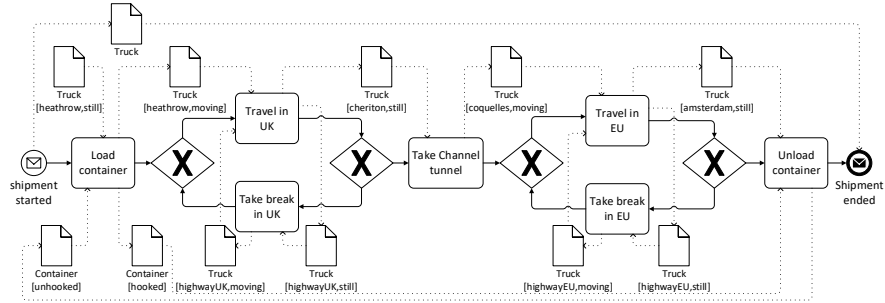 Truck
Truck
[heathrow,still]
Truck
[heathrow,moving]
Truck
[cheriton,still]
Truck
[coquelles,moving]
Truck
[amsterdam,still]
Travel in
UK
Travel in
EU
shipment
started
Load
container
X
X
Take Channel
tunnel
X
X
Unload
container
Shipment
ended
Take break
in UK
Take break
in EU
Container
[unhooked]
Container
[hooked]
Truck
[highwayUK,moving]
Truck
[highwayUK,still]
Truck
[highwayEU,moving]
Truck
[highwayEU,still]